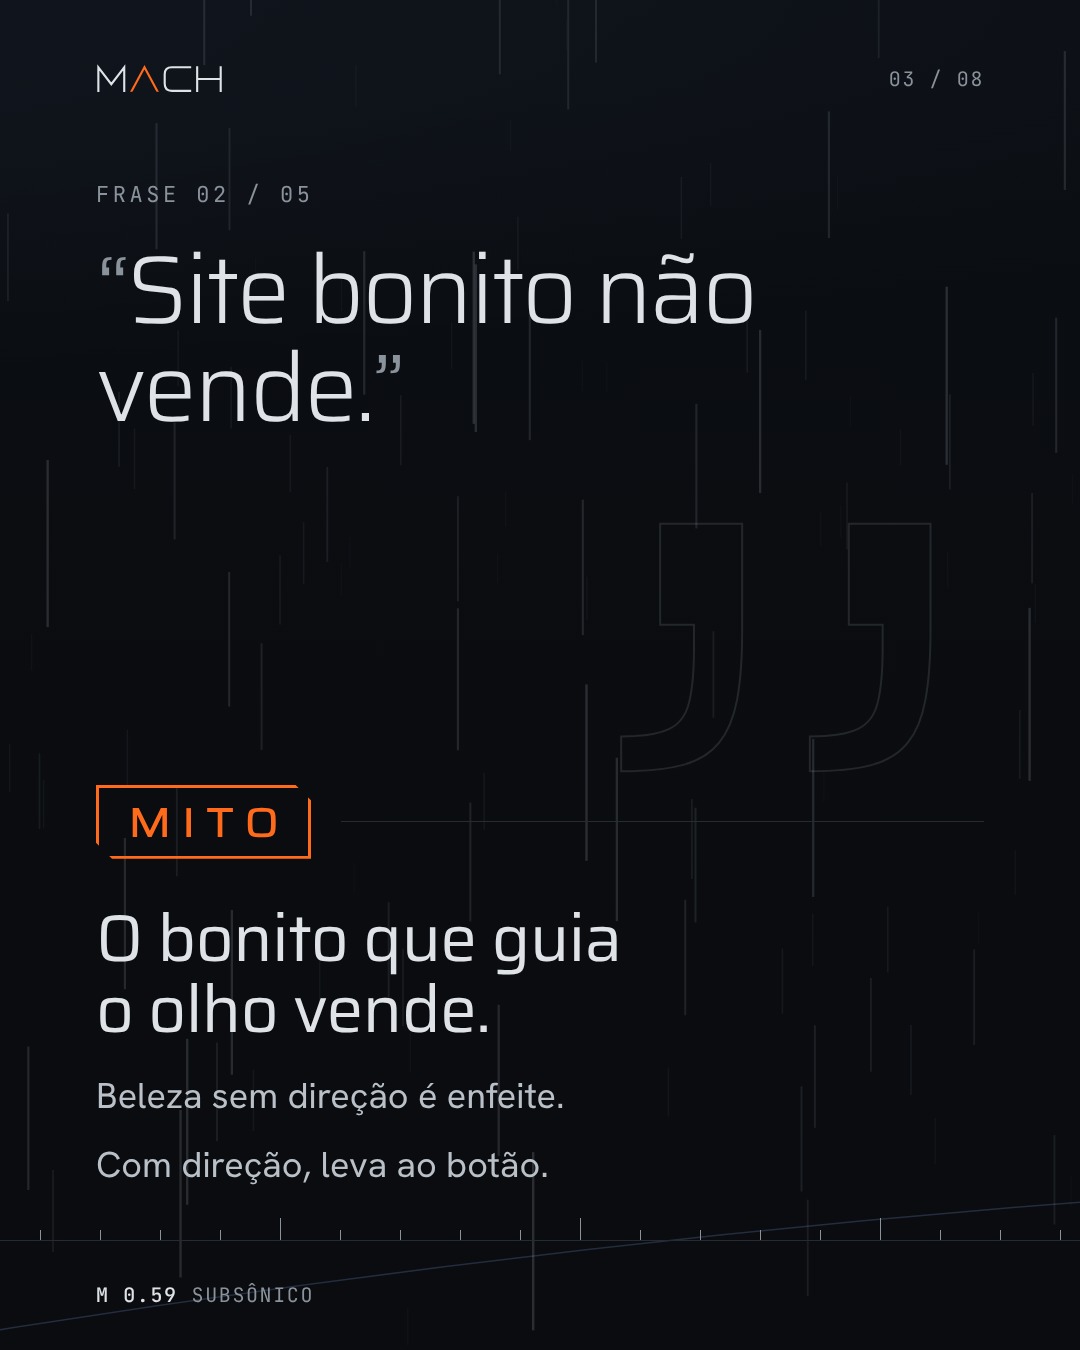 MACH
03 / 08
FRASE 02 / 05
“Site bonito não
vende.”
MITO
O bonito que guia
o olho vende.
Beleza sem direção é enfeite.
Com direção, leva ao botão.
M 0.59 SUBSÔNICO